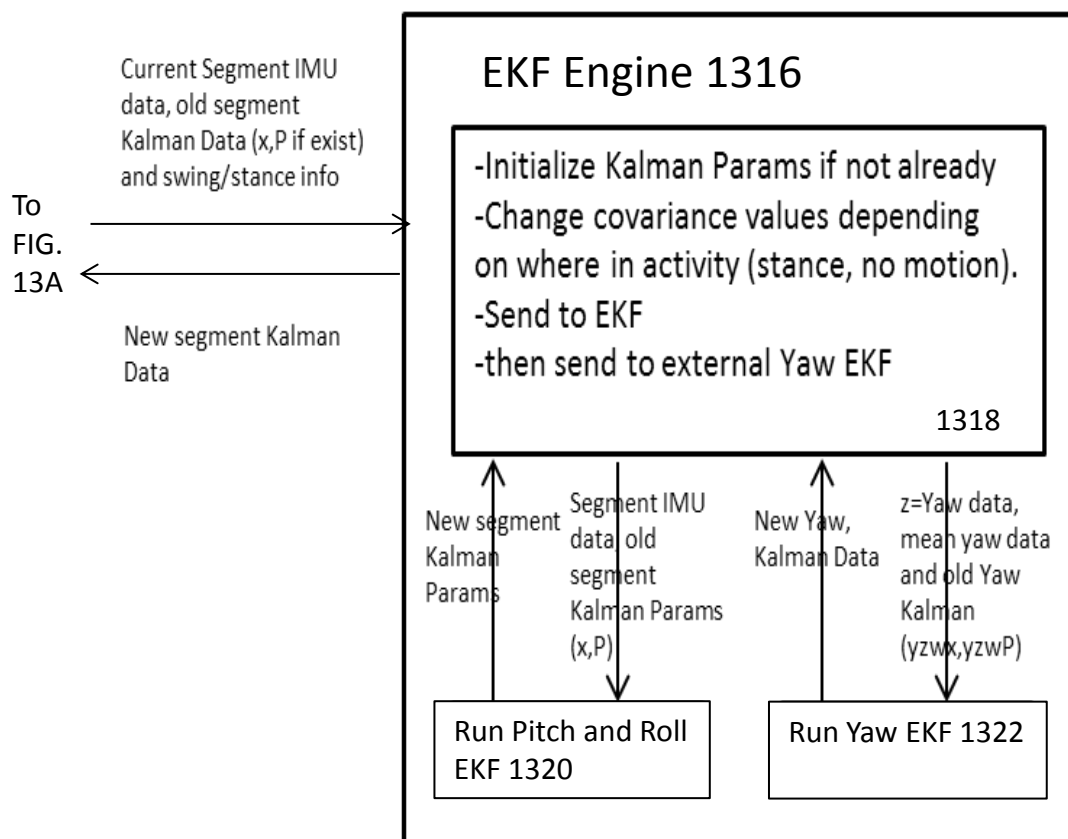 Current Segment IMU
data, old segment
Kalman Data (x,P if exist)
and swing/stance info
To
FIG.
13A
New segment Kalman
Data
EKF Engine 1316
-Initialize Kalman Params if not already
-Change covariance values depending
on where in activity (stance, no motion).
-Send to EKF
-then send to external Yaw EKF
1318
New segment
Kalman
Params
Segment IMU
data, old
segment
Kalman Params
(x,P)
New Yaw,
Kalman Data
z=Yaw data,
mean yaw data
and old Yaw
Kalman
(yzwx,yzwP)
Run Pitch and Roll
EKF 1320
Run Yaw EKF 1322